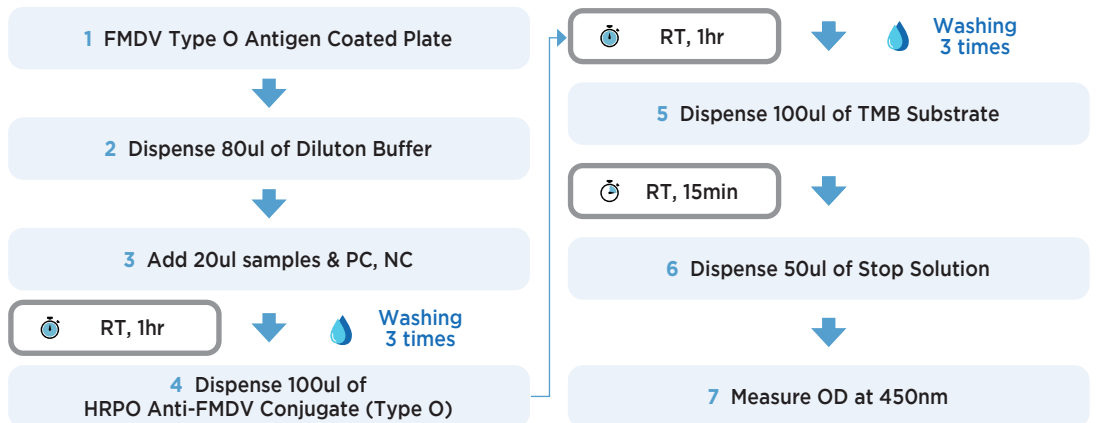 1 FMDV Type O Antigen Coated Plate
2 Dispense 80ul of Diluton Buffer
3 Add 20ul samples & PC, NC
RT, 1hr
Washing
3 times
4 Dispense 100ul of
HRPO Anti-FMDV Conjugate (Type O)
RT, 1hr
Washing
3 times
5 Dispense 100ul of TMB Substrate
RT, 15min
6 Dispense 50ul of Stop Solution
7 Measure OD at 450nm